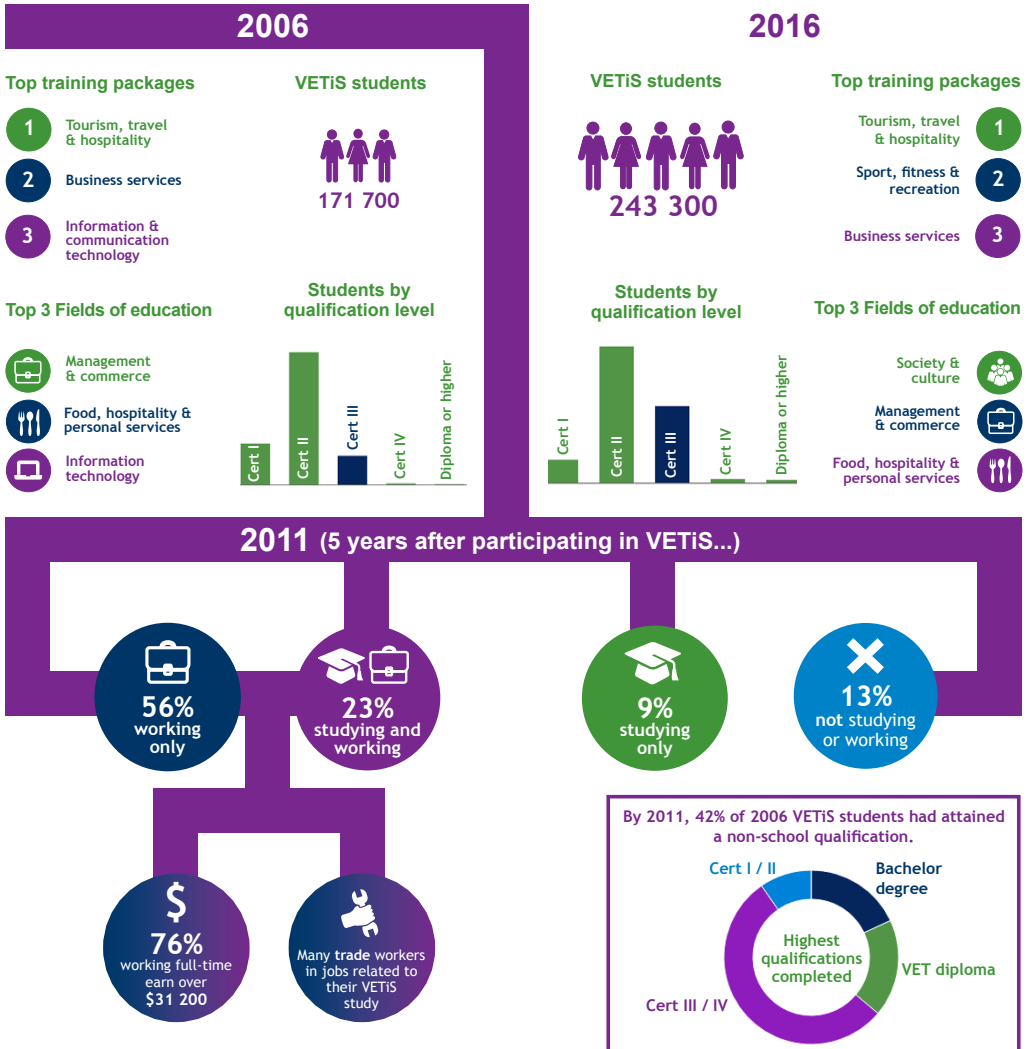 2006
Top training packages
1
Tourism, travel
& hospitality
2
Business services
3
Information &
communication
technology
VETiS students
171 700
Top 3 Fields of education
Management
& commerce
Food, hospitality &
personal services
Information
technology
Students by
qualification level
Cert I
Cert II
Cert III
Cert IV
Diploma or higher
2016
VETiS students
243 300
Top training packages
Tourism, travel
& hospitality
1
Sport, fitness &
recreation
2
Business services
3
Students by
qualification level
Cert I
Cert II
Cert III
Cert IV
Diploma or higher
Top 3 Fields of education
Society &
culture
Management
& commerce
Food, hospitality &
personal services
2011 (5 years after participating in VETiS...)
56%
working
only
23%
studying and
working
9%
studying
only
13%
not studying
or working
$
76%
working full-time
earn over
$31 200
Many trade workers
in jobs related to
their VETiS
study
By 2011, 42% of 2006 VETiS students had attained
a non-school qualification.
Cert I / II
Bachelor
degree
Highest
qualifications
completed
VET diploma
Cert III / IV